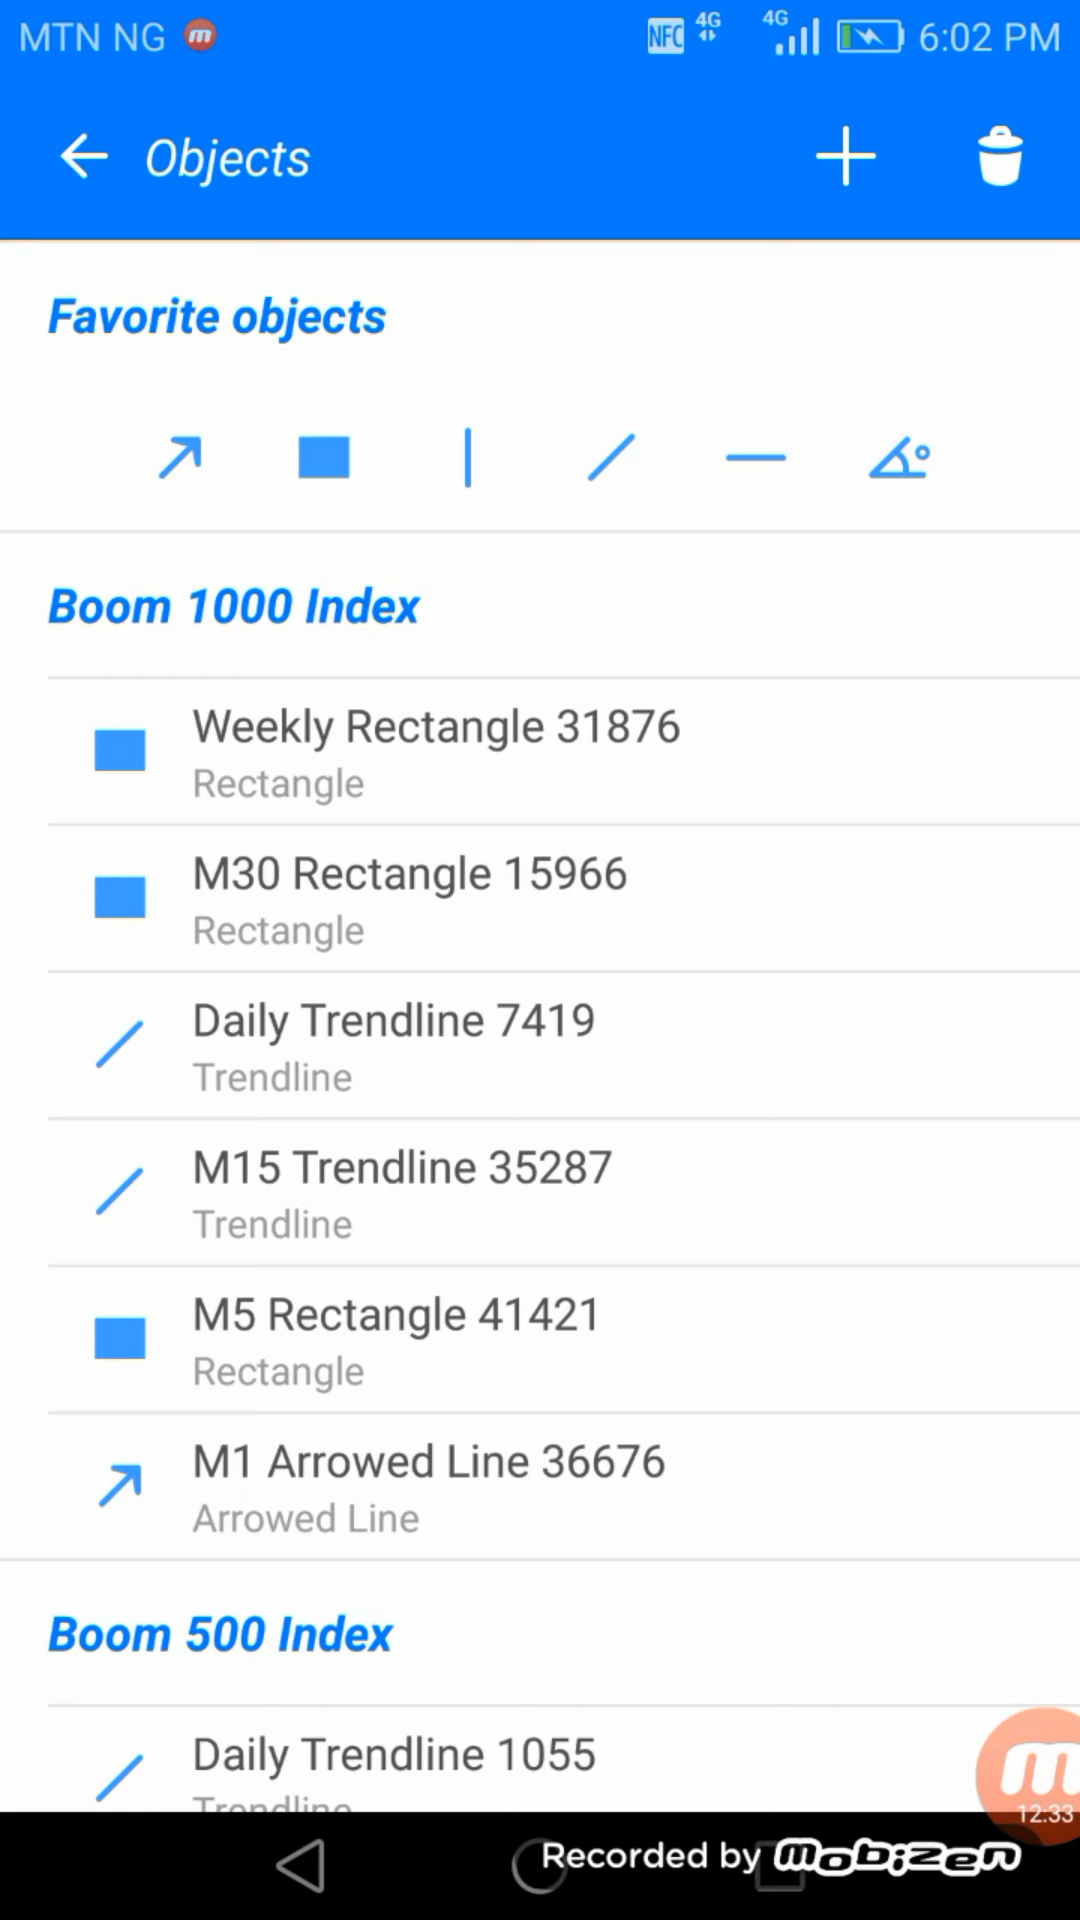 MTN NG m NFC 4G 4G 6:02 PM
Objects
Favorite objects
Boom 1000 Index
Weekly Rectangle 31876
Rectangle
M30 Rectangle 15966
Rectangle
Daily Trendline 7419
Trendline
M15 Trendline 35287
Trendline
M5 Rectangle 41421
Rectangle
M1 Arrowed Line 36676
Arrowed Line
Boom 500 Index
Daily Trendline 1055
Trendline
m
12:33
Recorded by mobizen